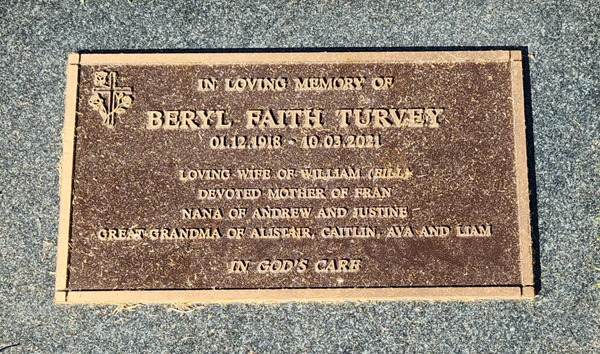 IN LOVING MEMORY OF
BERYL FAITH TURVEY
01.12.1918 - 10.03.2021
LOVING WIFE OF WILLIAM (BILL)
DEVOTED MOTHER OF FRAN
NANA OF ANDREW AND JUSTINE
GREAT-GRANDMA OF ALISTAIR, CAITLIN, AVA AND LIAM
IN GOD'S CARE